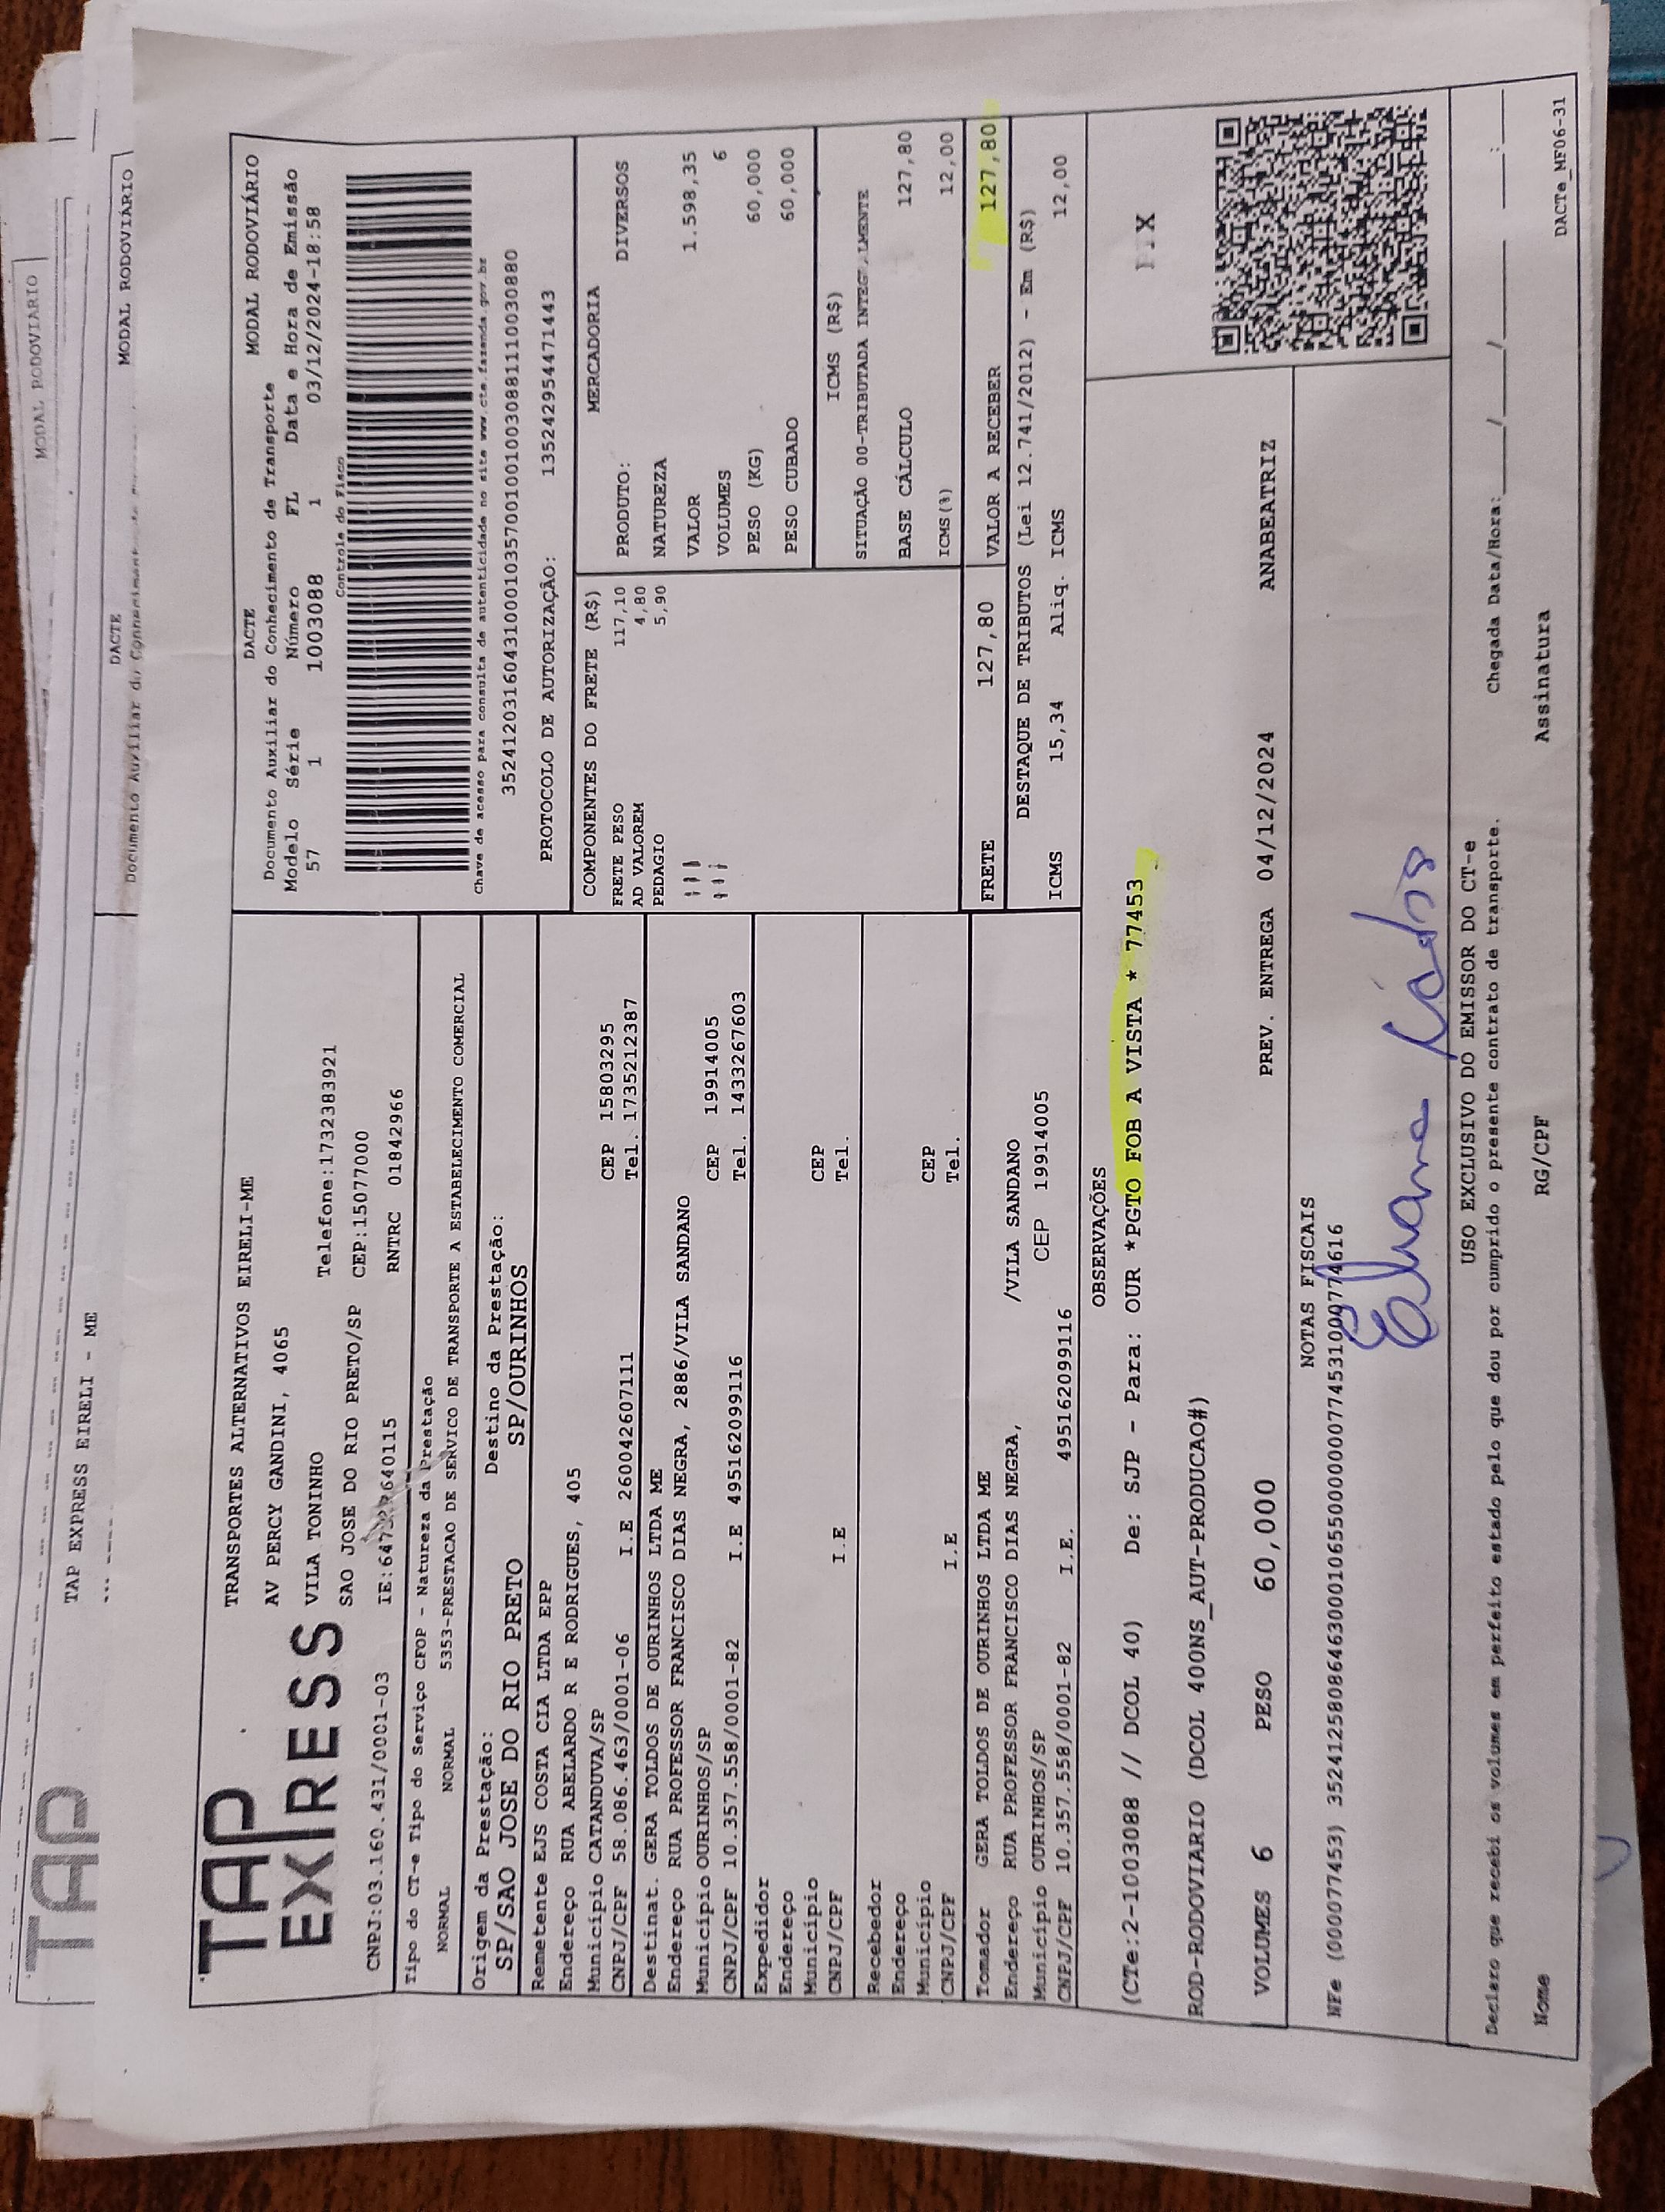 MODAL RODOVIARIO
DACTE
MODAL RODOVIÁRIO
Documento Auxiliar do
TAP EXPRESS EIRELI - ME
TAP
TAP EXPRESS
TRANSPORTES ALTERNATIVOS EIRELI-ME
AV PERCY GANDINI, 4065
VILA TONINHO Telefone:1732383921
SAO JOSE DO RIO PRETO/SP CEP:15077000
CNPJ:03.160.431/0001-03 RNTRC 01842966
DACTE MODAL RODOVIÁRIO
Documento Auxiliar do Conhecimento de Transporte
Modelo Série Número FL Data e Hora de Emissão
57 1 1003088 1 03/12/2024-18:58
Controle do Fisco
Chave de acesso para consulta de autenticidade no site www.cte.fazenda.gov.br
35241203160431000103570010010030881110030880
PROTOCOLO DE AUTORIZAÇÃO: 135242954471443
Tipo do CT-e Tipo do Serviço CFOP - Natureza da Prestação
NORMAL NORMAL 5353-PRESTACAO DE SERVICO DE TRANSPORTE A ESTABELECIMENTO COMERCIAL
Origem da Prestação: Destino da Prestação:
SP/SAO JOSE DO RIO PRETO SP/OURINHOS
Remetente EJS COSTA CIA LTDA EPP
Endereço RUA ABELARDO R E RODRIGUES, 405
Município CATANDUVA/SP CEP 15803295
CNPJ/CPF 58.086.463/0001-06 I.E 260042607111 Tel. 1735212387
Destinat. GERA TOLDOS DE OURINHOS LTDA ME
Endereço RUA PROFESSOR FRANCISCO DIAS NEGRA, 2886/VILA SANDANO
Município OURINHOS/SP CEP 19914005
CNPJ/CPF 10.357.558/0001-82 I.E 495162099116 Tel. 1433267603
Expedidor
Endereço
Município CEP
CNPJ/CPF I.E Tel.
Recebedor
Endereço
Município CEP
CNPJ/CPF I.E Tel.
Tomador GERA TOLDOS DE OURINHOS LTDA ME
Endereço RUA PROFESSOR FRANCISCO DIAS NEGRA, /VILA SANDANO
Município OURINHOS/SP CEP 19914005
CNPJ/CPF 10.357.558/0001-82 I.E. 495162099116
COMPONENTES DO FRETE (R$)
FRETE PESO 117,10
AD VALOREM 4,80
PEDAGIO 5,90
MERCADORIA
PRODUTO: DIVERSOS
NATUREZA
VALOR 1.598,35
VOLUMES 6
PESO (KG) 60,000
PESO CUBADO 60,000
ICMS (R$)
SITUAÇÃO 00-TRIBUTADA
BASE CÁLCULO 127,80
ICMS(%) 12,00
FRETE 127,80 VALOR A RECEBER 127,80
DESTAQUE DE TRIBUTOS (Lei 12.741/2012) - Em (R$)
ICMS 15,34 Aliq. ICMS 12,00
OBSERVAÇÕES
(CTe:2-1003088 // DCOL 40) De: SJP - Para: OUR *PGTO FOB A VISTA * 77453
ROD-RODOVIARIO (DCOL 400NS_AUT-PRODUCAO#)
VOLUMES 6 PESO 60,000 PREV. ENTREGA 04/12/2024 ANABEATRIZ
NOTAS FISCAIS
NFe (000077453)
USO EXCLUSIVO DO EMISSOR DO CT-e
Declaro que recebi os volumes em perfeito estado pelo que dou por cumprido o presente contrato de transporte. Chegada Data/Hora:____/____/____ ____:____
Nome RG/CPF Assinatura
DACTe_MF06-31